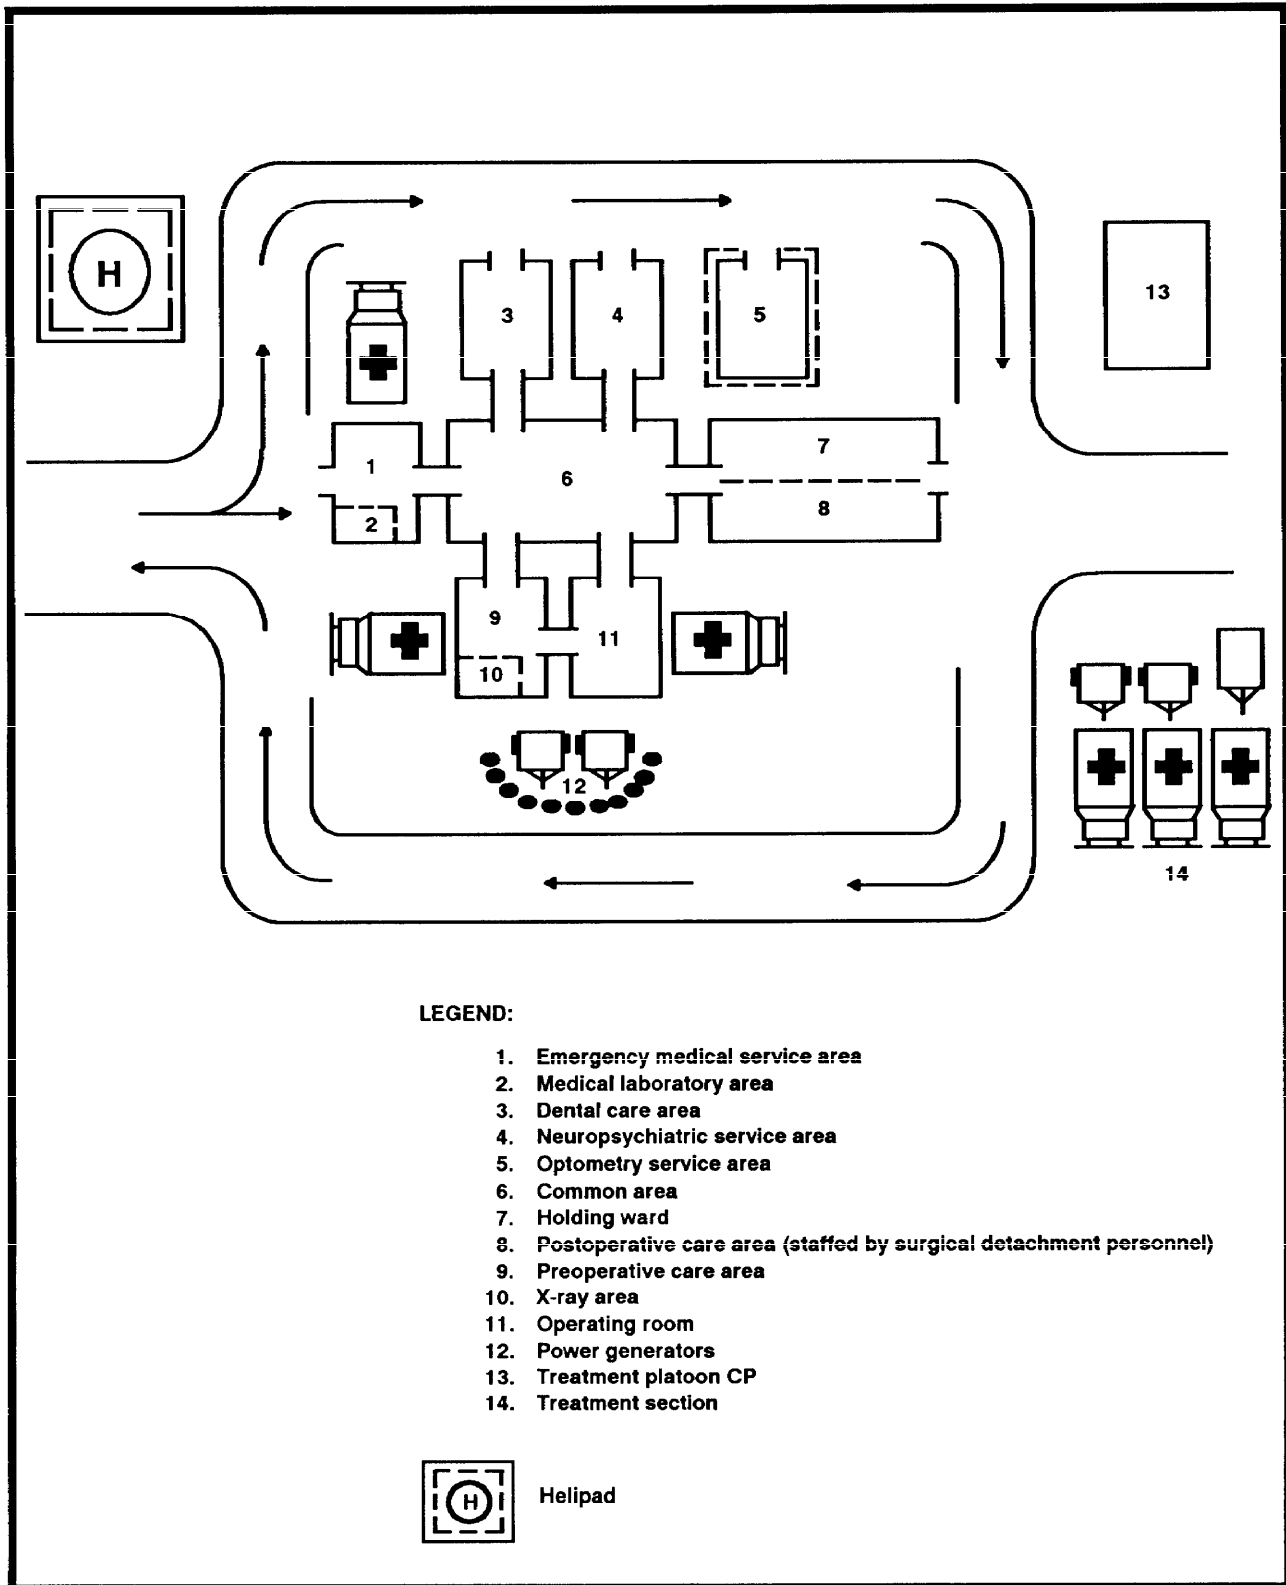 H
13
3
4
5
7
1
6
8
2
9
11
10
12
14
LEGEND:
1. Emergency medical service area
2. Medical laboratory area
3. Dental care area
4. Neuropsychiatric service area
5. Optometry service area
6. Common area
7. Holding ward
8. Postoperative care area (staffed by surgical detachment personnel)
9. Preoperative care area
10. X-ray area
11. Operating room
12. Power generators
13. Treatment platoon CP
14. Treatment section
H Helipad